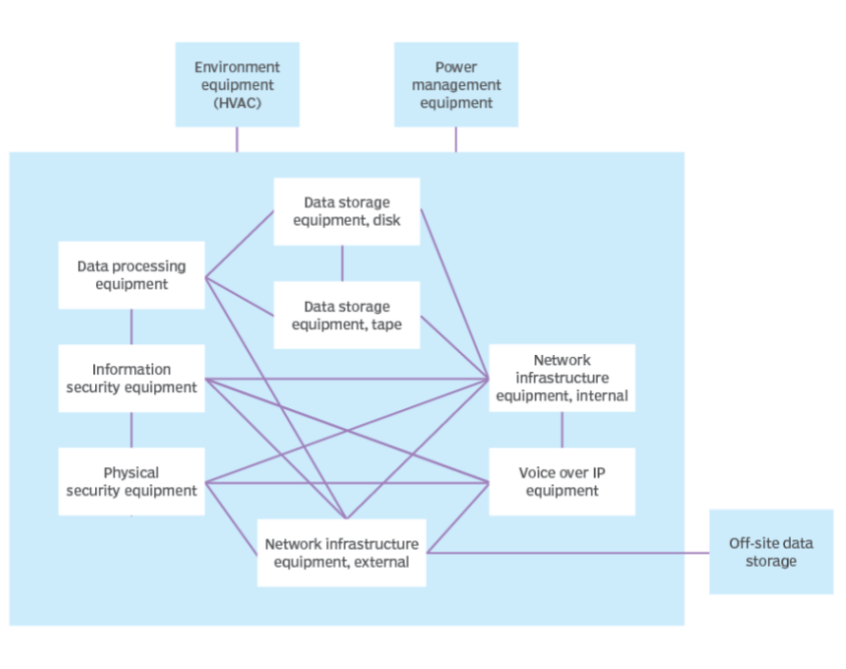 Environment
equipment
(HVAC)
Power
management
equipment
Data storage
equipment, disk
Data processing
equipment
Data storage
equipment, tape
Information
security equipment
Network
infrastructure
equipment, internal
Physical
security equipment
Voice over IP
equipment
Network infrastructure
equipment, external
Off-site data
storage